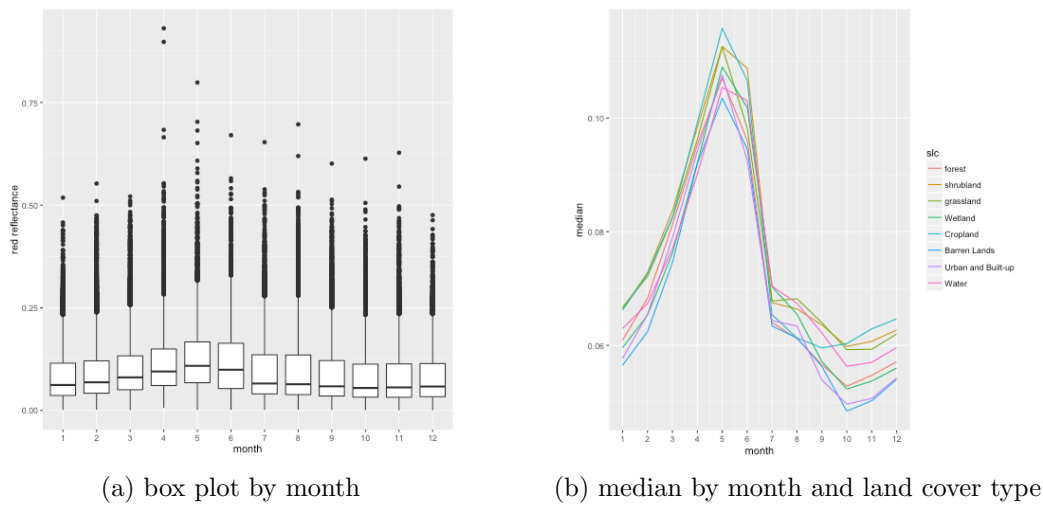 red reflectance
0.75
0.50
0.25
0.00
1 2 3 4 5 6 7 8 9 10 11 12
month
(a) box plot by month
median
0.10
0.08
0.06
1 2 3 4 5 6 7 8 9 10 11 12
month
slc
forest
shrubland
grassland
Wetland
Cropland
Barren Lands
Urban and Built-up
Water
(b) median by month and land cover type